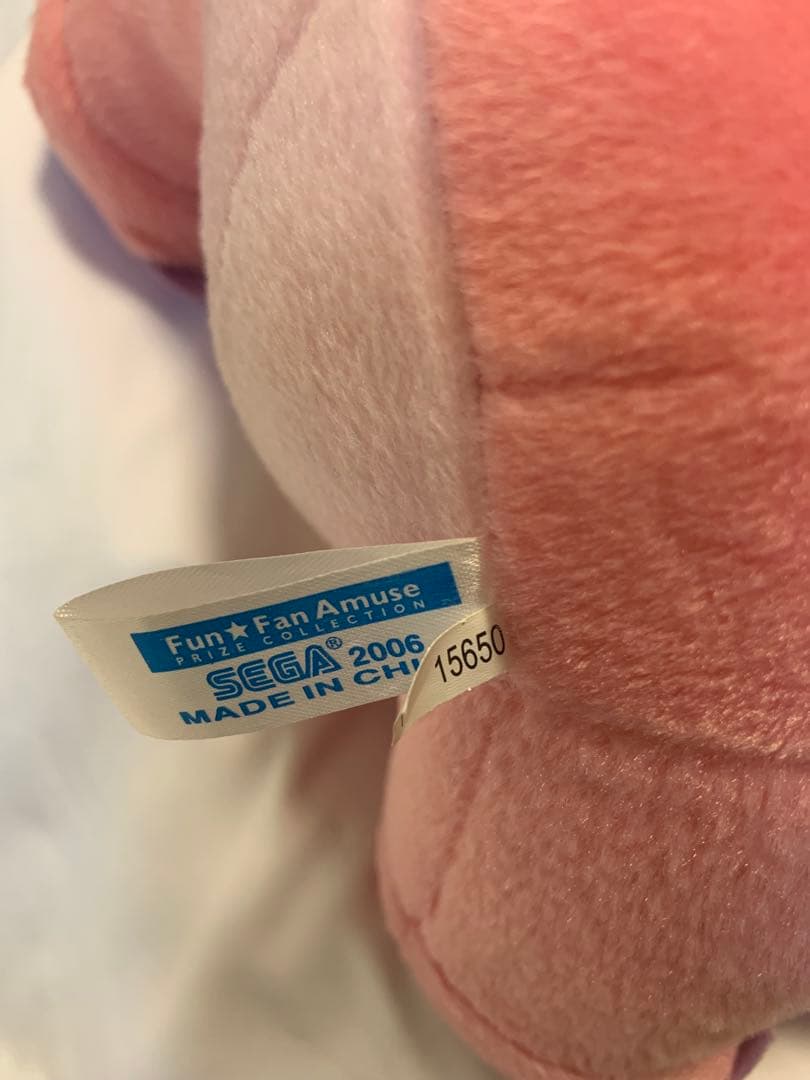 Fun★Fan Amuse
PRIZE COLLECTION
SEGA® 2006
MADE IN CHI
15650